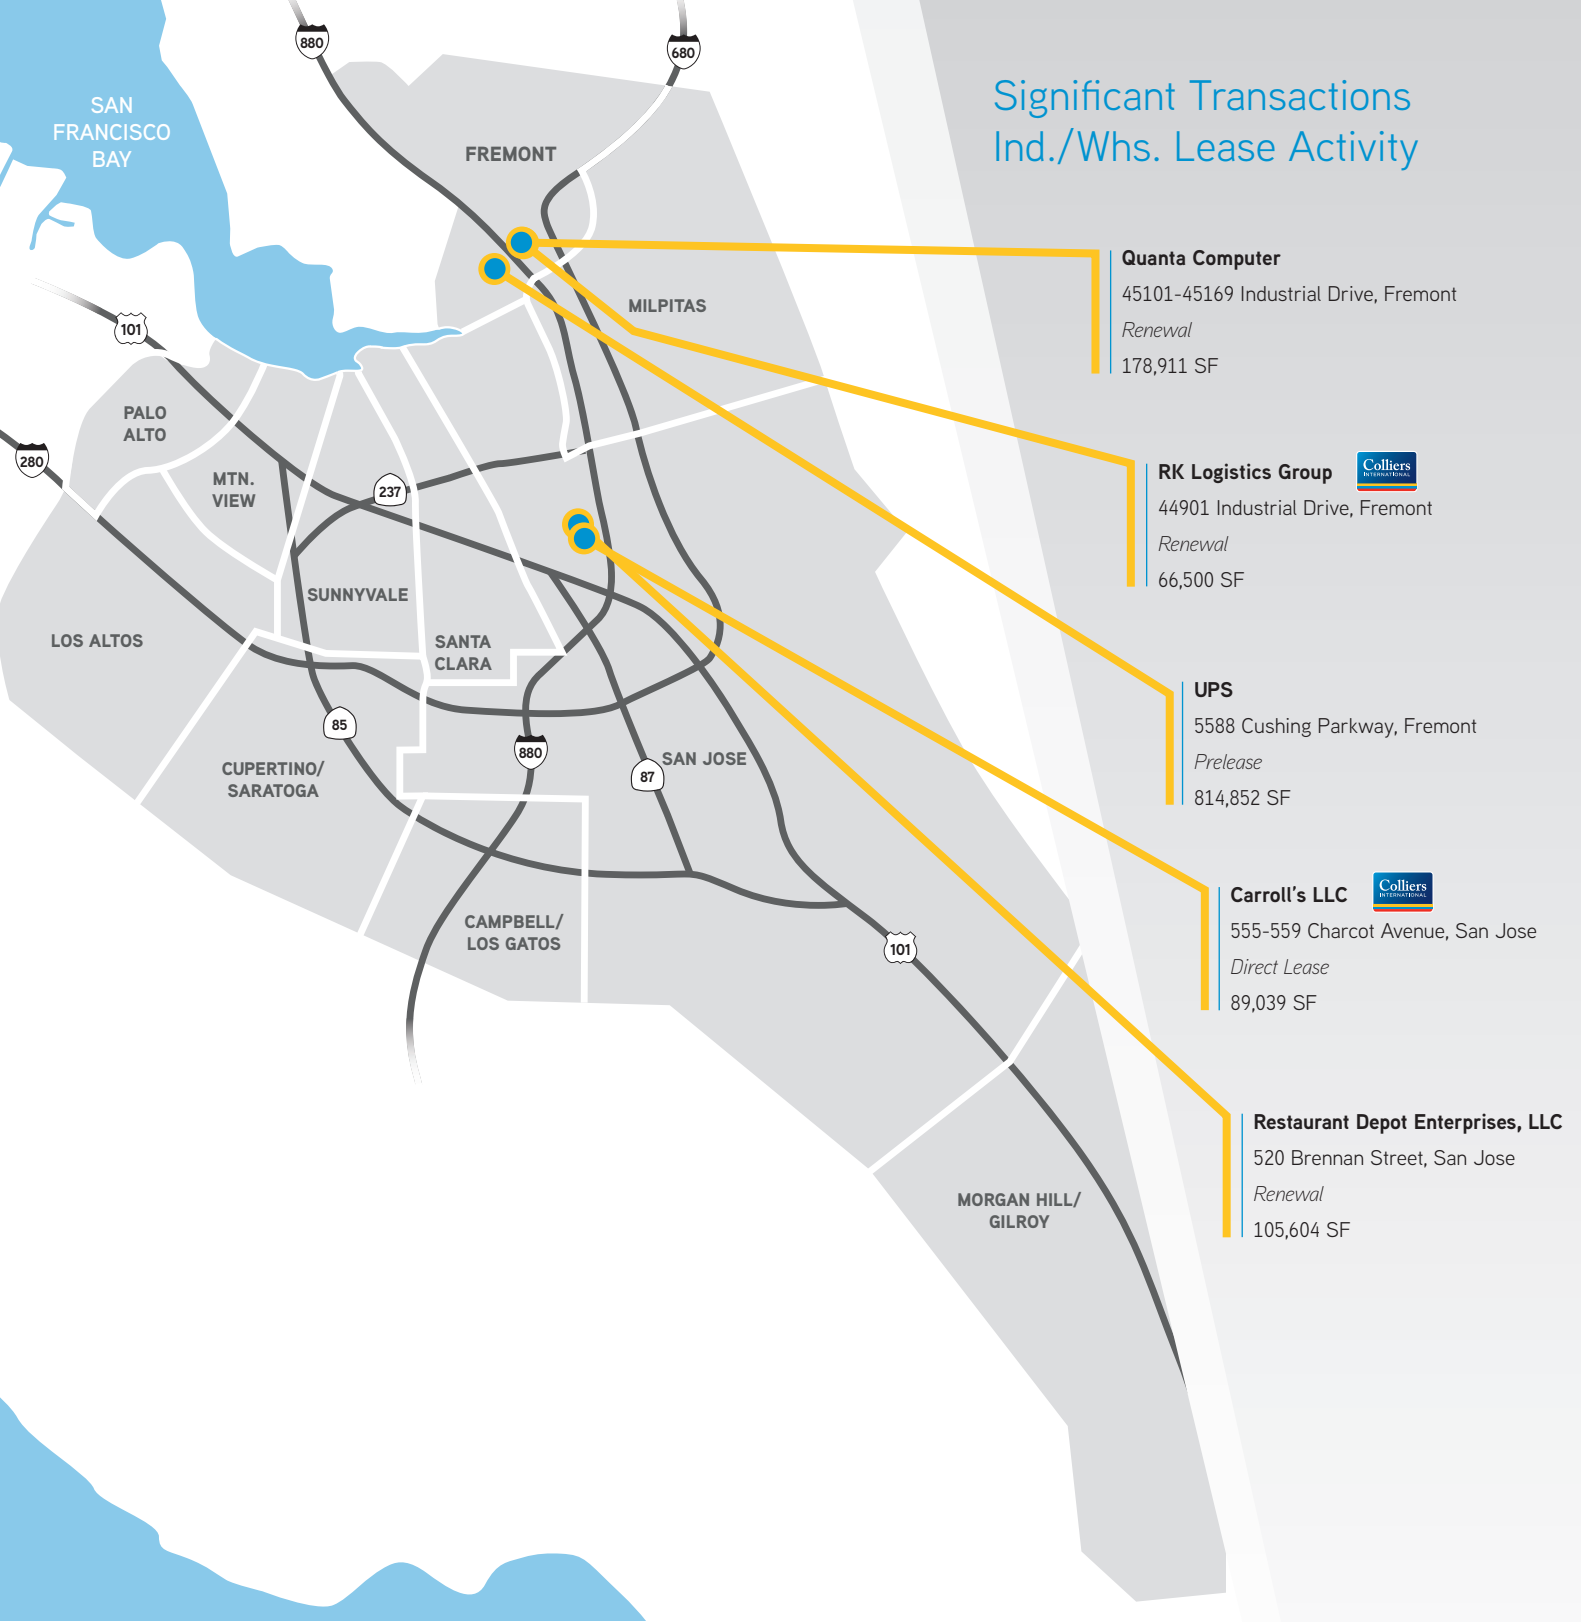 Significant Transactions
Ind./Whs. Lease Activity
880
680
SAN
FRANCISCO
BAY
FREMONT
MILPITAS
101
PALO
ALTO
280
MTN.
VIEW
237
SUNNYVALE
LOS ALTOS
SANTA
CLARA
85
880
87
SAN JOSE
CUPERTINO/
SARATOGA
CAMPBELL/
LOS GATOS
101
MORGAN HILL/
GILROY
Quanta Computer
45101-45169 Industrial Drive, Fremont
Renewal
178,911 SF
RK Logistics Group
Colliers
INTERNATIONAL
44901 Industrial Drive, Fremont
Renewal
66,500 SF
UPS
5588 Cushing Parkway, Fremont
Prelease
814,852 SF
Carroll's LLC
Colliers
INTERNATIONAL
555-559 Charcot Avenue, San Jose
Direct Lease
89,039 SF
Restaurant Depot Enterprises, LLC
520 Brennan Street, San Jose
Renewal
105,604 SF